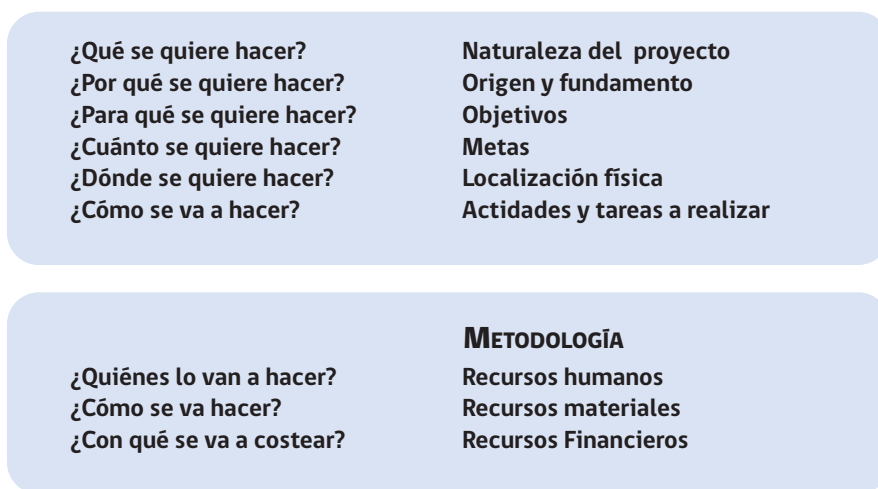 ¿Qué se quiere hacer? Naturaleza del proyecto
¿Por qué se quiere hacer? Origen y fundamento
¿Para qué se quiere hacer? Objetivos
¿Cuánto se quiere hacer? Metas
¿Dónde se quiere hacer? Localización física
¿Cómo se va a hacer? Actidades y tareas a realizar
METODOLOGÍA
¿Quiénes lo van a hacer? Recursos humanos
¿Cómo se va hacer? Recursos materiales
¿Con qué se va a costear? Recursos Financieros